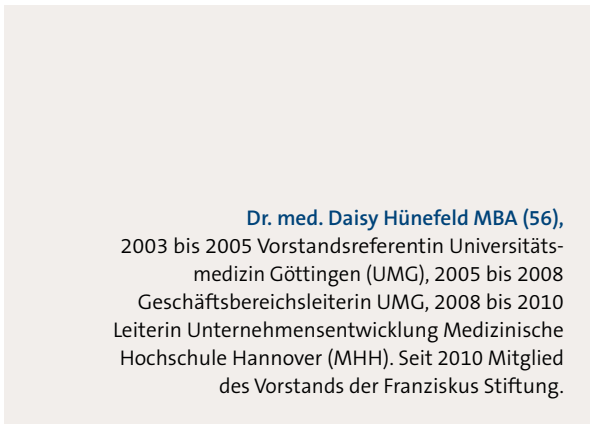 Dr. med. Daisy Hünefeld MBA (56),
2003 bis 2005 Vorstandsreferentin Universitäts-
medizin Göttingen (UMG), 2005 bis 2008
Geschäftsbereichsleiterin UMG, 2008 bis 2010
Leiterin Unternehmensentwicklung Medizinische
Hochschule Hannover (MHH). Seit 2010 Mitglied
des Vorstands der Franziskus Stiftung.